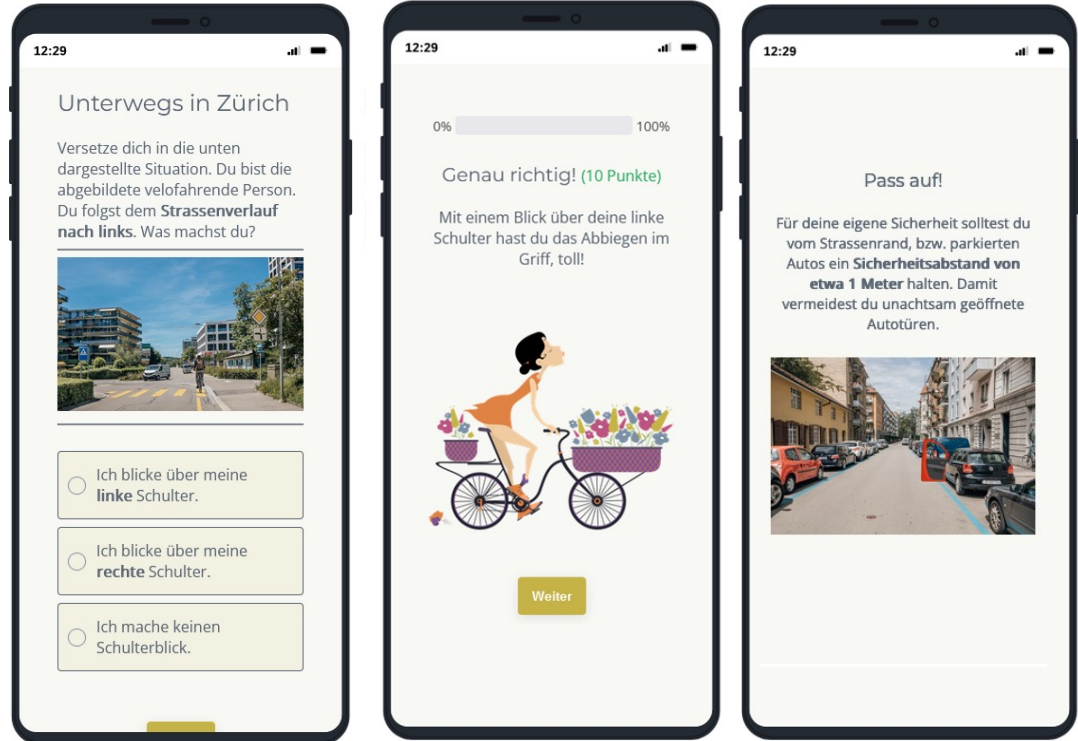 12:29
Unterwegs in Zürich
Versetze dich in die unten
dargestellte Situation. Du bist die
abgebildete velofahrende Person.
Du folgst dem Strassenverlauf
nach links. Was machst du?
Ich blicke über meine
linke Schulter.
Ich blicke über meine
rechte Schulter.
Ich mache keinen
Schulterblick.
12:29
0% 100%
Genau richtig! (10 Punkte)
Mit einem Blick über deine linke
Schulter hast du das Abbiegen im
Griff, toll!
Weiter
12:29
Pass auf!
Für deine eigene Sicherheit solltest du
vom Strassenrand, bzw. parkierten
Autos ein Sicherheitsabstand von
etwa 1 Meter halten. Damit
vermeidest du unachtsam geöffnete
Autotüren.